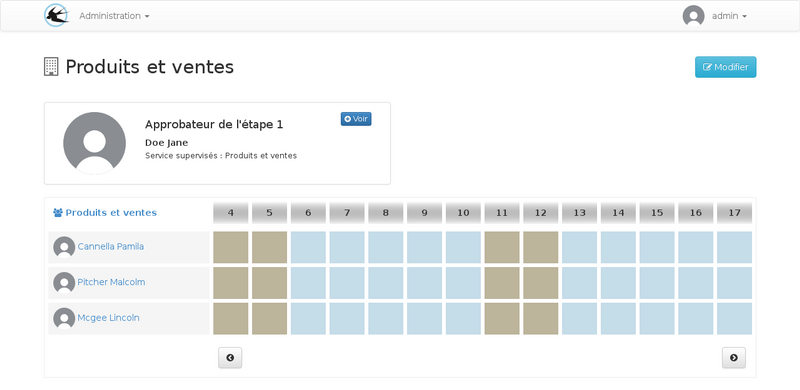 Administration
admin
Produits et ventes
Modifier
Approbateur de l'étape 1
Voir
Doe Jane
Service supervisés : Produits et ventes
Produits et ventes 4 5 6 7 8 9 10 11 12 13 14 15 16 17
Cannella Pamila
Pitcher Malcolm
Mcgee Lincoln